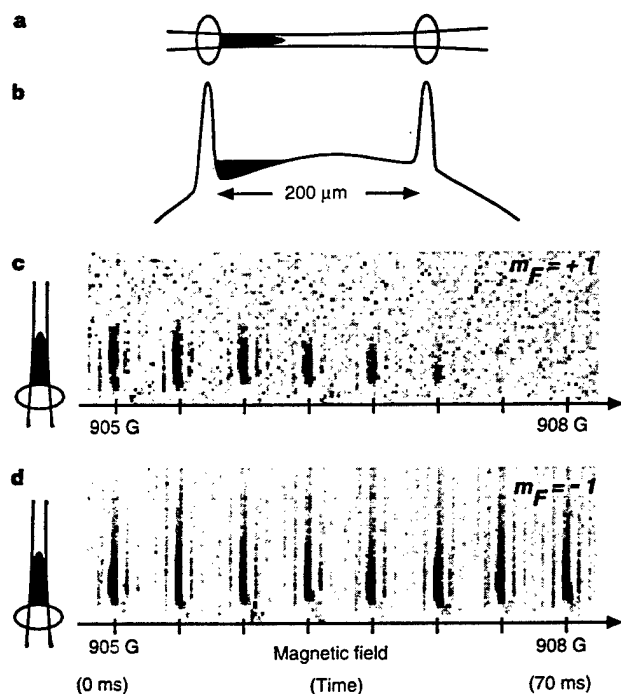 a
b
200 μm
c
m_F = + 1
905 G
908 G
d
m_F = - 1
905 G
Magnetic field
908 G
(0 ms)
(Time)
(70 ms)